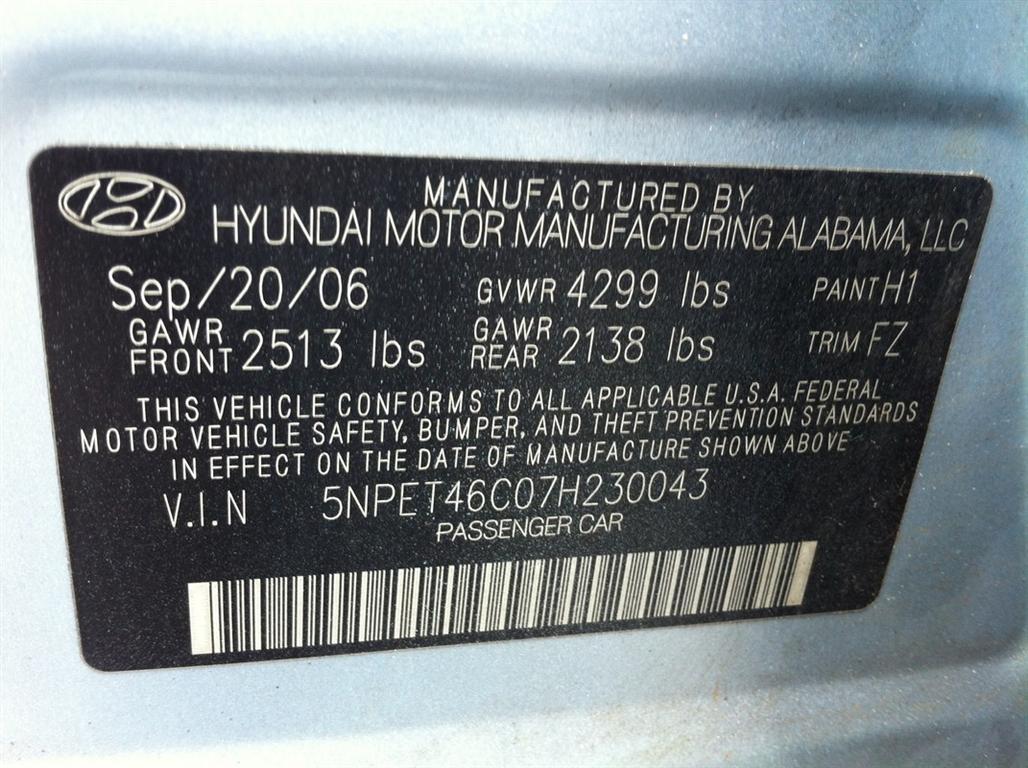 MANUFACTURED BY
HYUNDAI MOTOR MANUFACTURING ALABAMA, LLC
Sep/20/06 GVWR 4299 lbs PAINT H1
GAWR FRONT 2513 lbs GAWR REAR 2138 lbs TRIM FZ
THIS VEHICLE CONFORMS TO ALL APPLICABLE U.S.A. FEDERAL
MOTOR VEHICLE SAFETY, BUMPER, AND THEFT PREVENTION STANDARDS
IN EFFECT ON THE DATE OF MANUFACTURE SHOWN ABOVE
V.I.N 5NPET46C07H230043
PASSENGER CAR